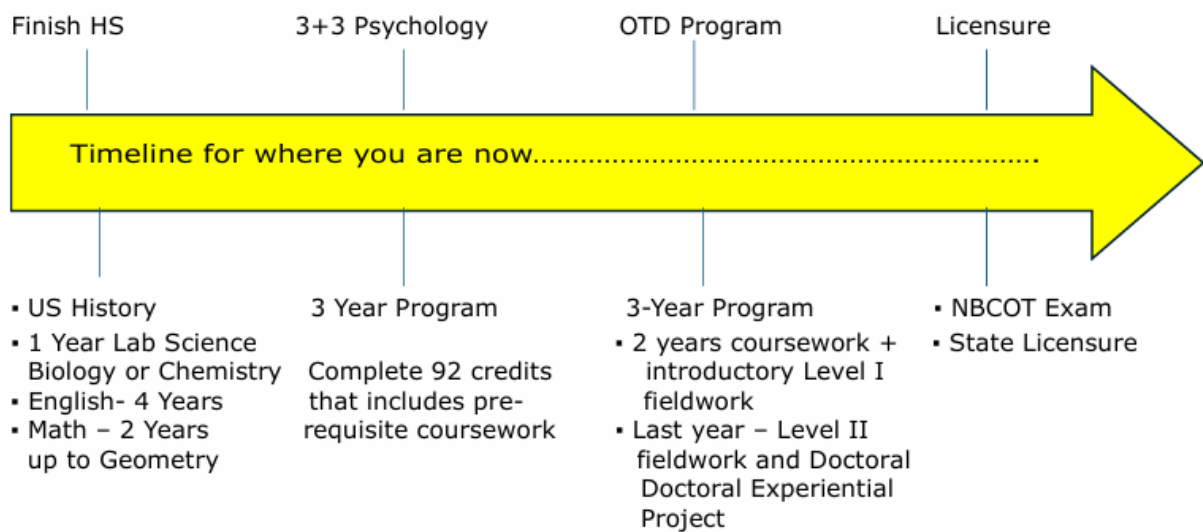 Finish HS
3+3 Psychology
OTD Program
Licensure
Timeline for where you are now................................................................
▪ US History
▪ 1 Year Lab Science
Biology or Chemistry
▪ English- 4 Years
▪ Math – 2 Years
up to Geometry
3 Year Program
Complete 92 credits
that includes pre-
requisite coursework
3-Year Program
▪ 2 years coursework +
introductory Level I
fieldwork
▪ Last year – Level II
fieldwork and Doctoral
Doctoral Experiential
Project
▪ NBCOT Exam
▪ State Licensure